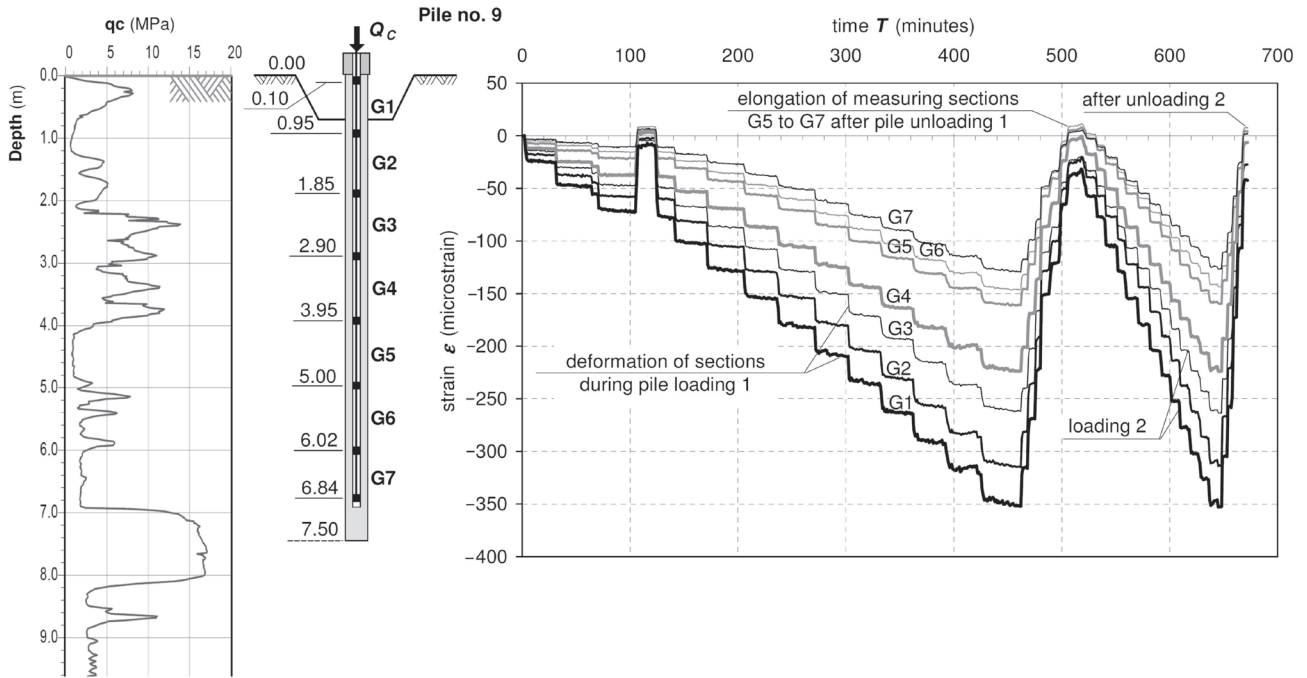 Pile no. 9
qc (MPa)
0 5 10 15 20
Depth (m)
0.0
1.0
2.0
3.0
4.0
5.0
6.0
7.0
8.0
9.0
Qc
0.00
0.10
0.95
1.85
2.90
3.95
5.00
6.02
6.84
7.50
G1
G2
G3
G4
G5
G6
G7
time T (minutes)
0 100 200 300 400 500 600 700
strain ε (microstrain)
50
0
−50
−100
−150
−200
−250
−300
−350
−400
elongation of measuring sections
G5 to G7 after pile unloading 1
after unloading 2
G7
G5 G6
G4
G3
G2
G1
deformation of sections
during pile loading 1
loading 2